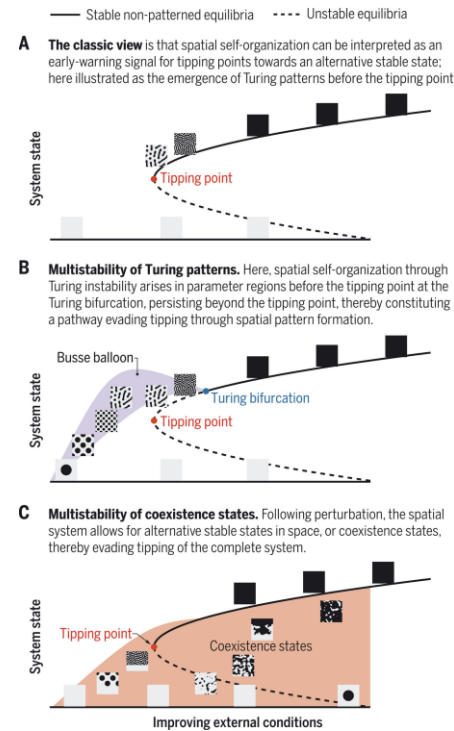 Stable non-patterned equilibria Unstable equilibria
A The classic view is that spatial self-organization can be interpreted as an
early-warning signal for tipping points towards an alternative stable state;
here illustrated as the emergence of Turing patterns before the tipping point
System state
Tipping point
B Multistability of Turing patterns. Here, spatial self-organization through
Turing instability arises in parameter regions before the tipping point at the
Turing bifurcation, persisting beyond the tipping point, thereby constituting
a pathway evading tipping through spatial pattern formation.
Busse balloon
System state
Turing bifurcation
Tipping point
C Multistability of coexistence states. Following perturbation, the spatial
system allows for alternative stable states in space, or coexistence states,
thereby evading tipping of the complete system.
System state
Tipping point
Coexistence states
Improving external conditions